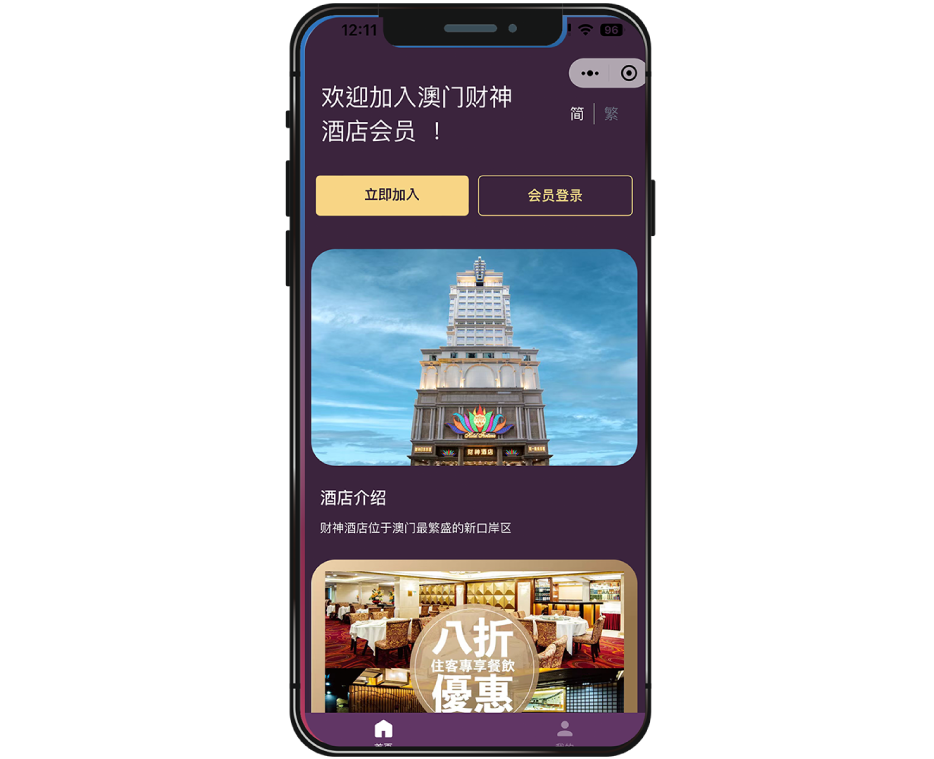 12:11
96
欢迎加入澳门财神
酒店会员 ！
简 繁
立即加入
会员登录
Hotel Fortuna
财神酒店
酒店介绍
财神酒店位于澳门最繁盛的新口岸区
八折
住客專享餐飲
優惠